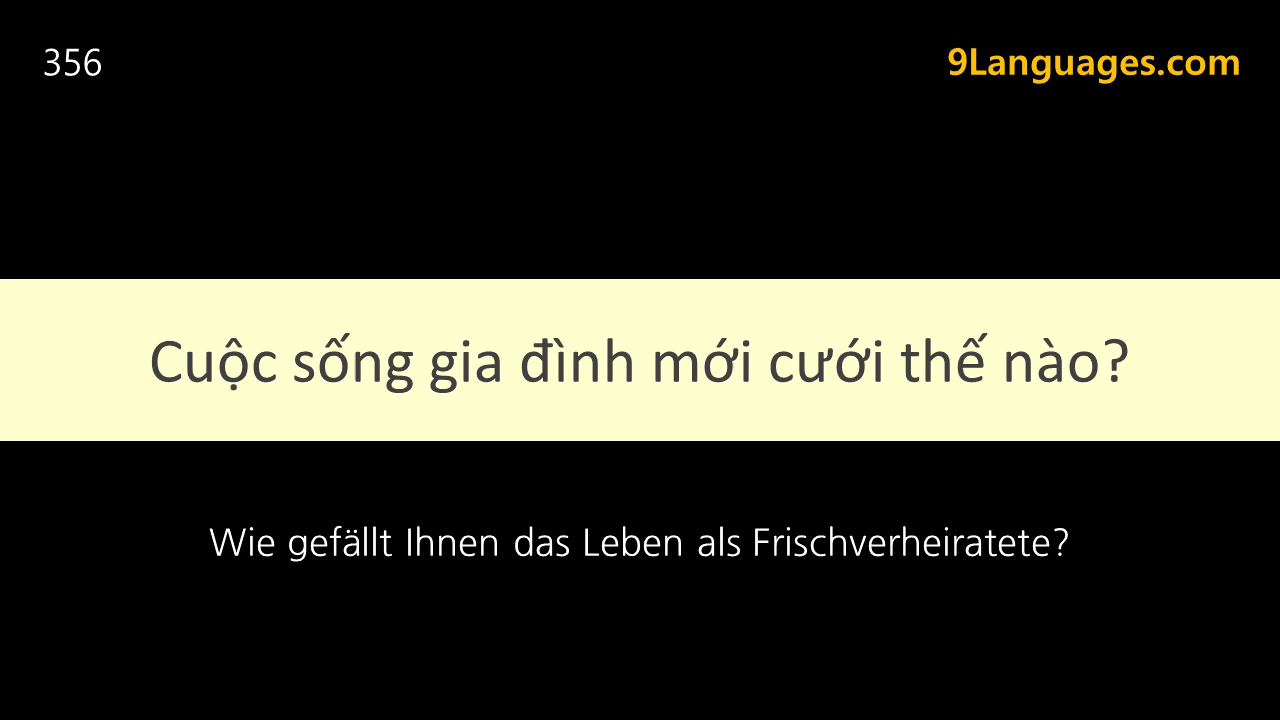 356
9Languages.com
Cuộc sống gia đình mới cưới thế nào?
Wie gefällt Ihnen das Leben als Frischverheiratete?